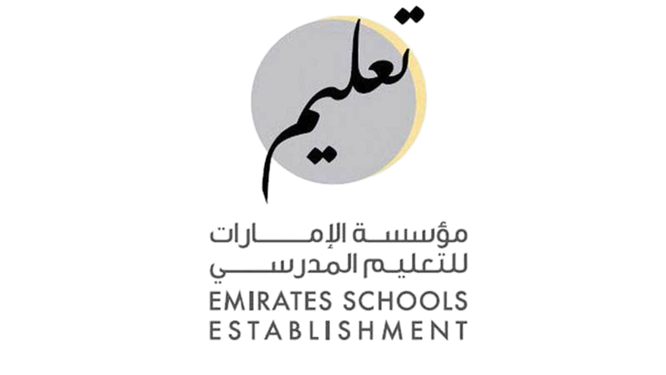 تعليم
مؤسسة الإمارات
للتعليم المدرسي
EMIRATES SCHOOLS
ESTABLISHMENT